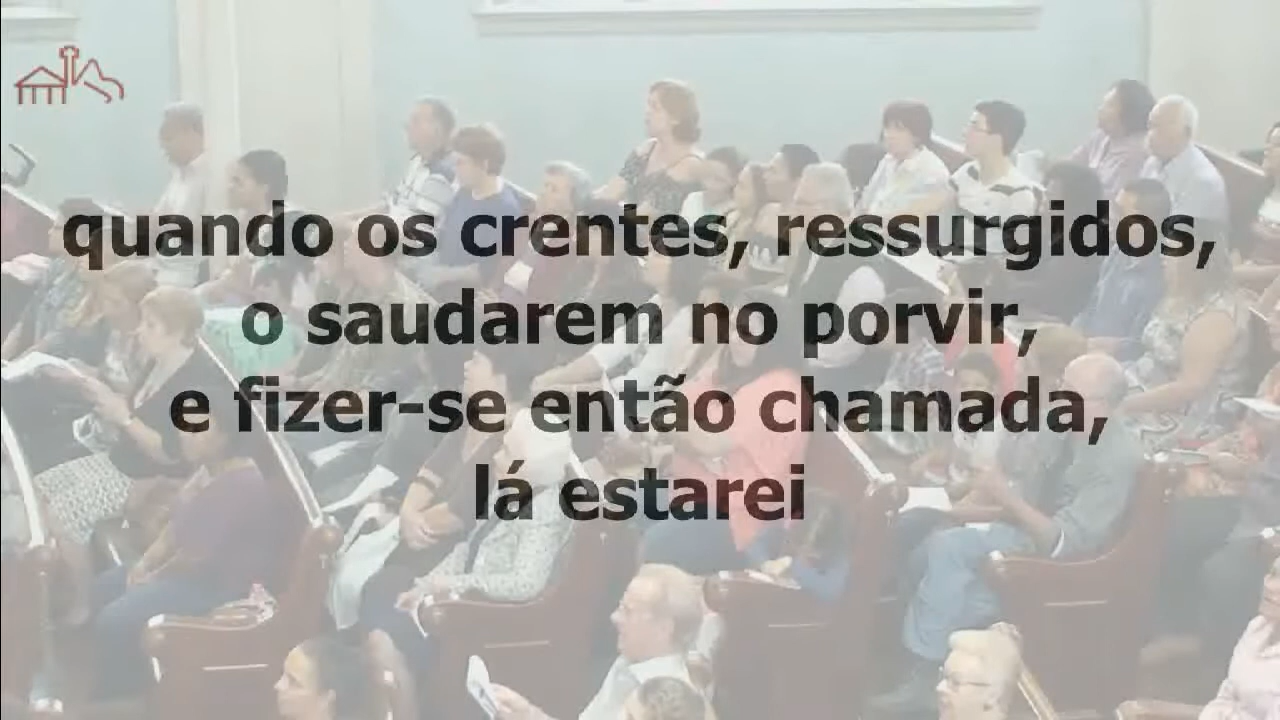 quando os crentes, ressurgidos,
o saudarem no porvir,
e fizer-se então chamada,
lá estarei